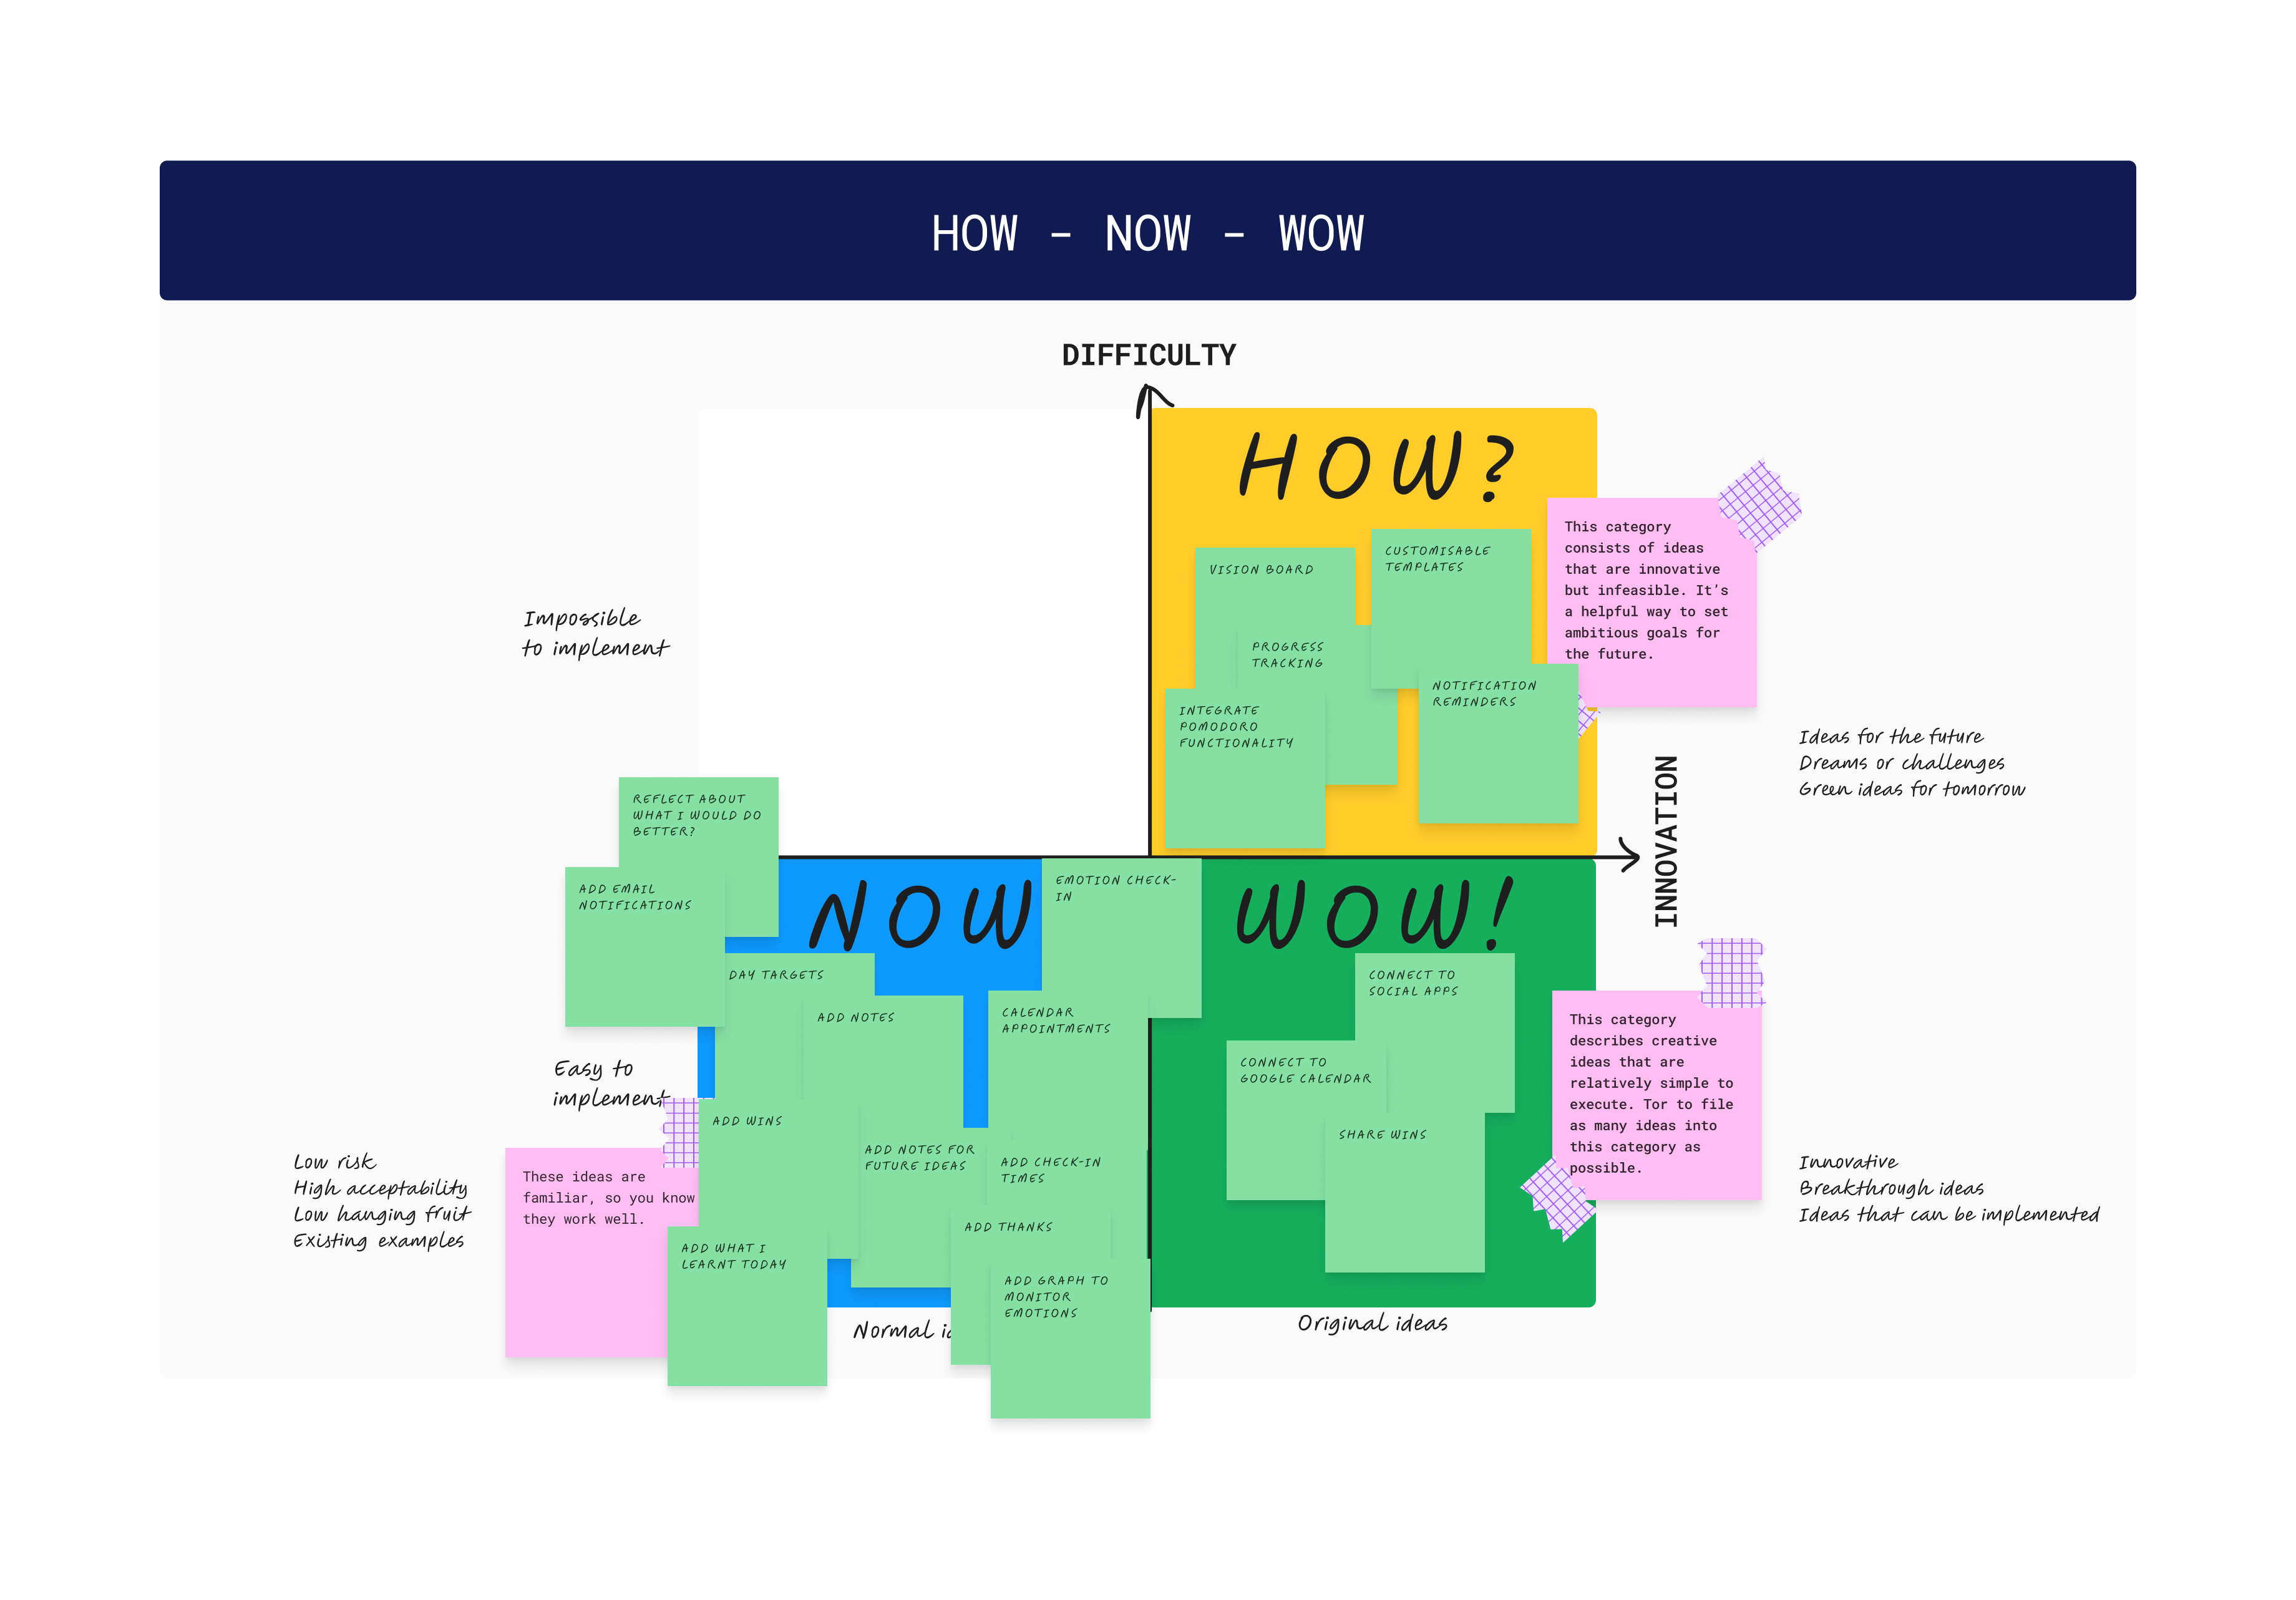 HOW - NOW - WOW
DIFFICULTY
HOW?
This category
consists of ideas
that are innovative
but infeasible. It's
a helpful way to set
ambitious goals for
the future.
CUSTOMISABLE
TEMPLATES
VISION BOARD
PROGRESS
TRACKING
NOTIFICATION
REMINDERS
INTEGRATE
POMODORO
FUNCTIONALITY
Impossible
to implement
Ideas for the future
Dreams or challenges
Green ideas for tomorrow
INNOVATION
REFLECT ABOUT
WHAT I WOULD DO
BETTER?
ADD EMAIL
NOTIFICATIONS
NOW
EMOTION CHECK-
IN
WOW!
DAY TARGETS
ADD NOTES
CALENDAR
APPOINTMENTS
CONNECT TO
SOCIAL APPS
CONNECT TO
GOOGLE CALENDAR
SHARE WINS
This category
describes creative
ideas that are
relatively simple to
execute. Tor to file
as many ideas into
this category as
possible.
Easy to
implement
ADD WINS
ADD NOTES FOR
FUTURE IDEAS
ADD CHECK-IN
TIMES
ADD THANKS
ADD GRAPH TO
MONITOR
EMOTIONS
Low risk
High acceptability
Low hanging fruit
Existing examples
These ideas are
familiar, so you know
they work well.
ADD WHAT I
LEARNT TODAY
Innovative
Breakthrough ideas
Ideas that can be implemented
Normal
Original ideas